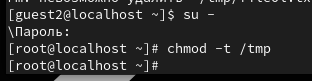 [guest2@localhost ~]$ su -
\Пароль:
[root@localhost ~]# chmod -t /tmp
[root@localhost ~]#